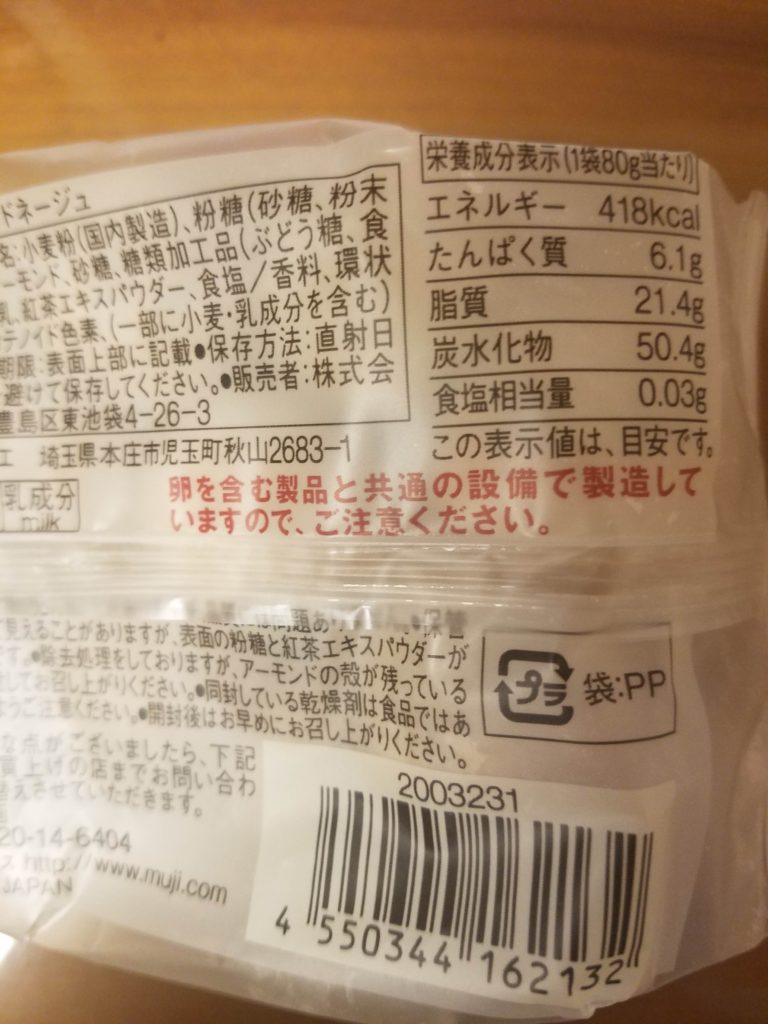 ドネージュ
名:小麦粉(国内製造)、粉糖(砂糖、粉末
ーモンド、砂糖、糖類加工品(ぶどう糖、食
乳、紅茶エキスパウダー、食塩/香料、環状
テノイド色素、(一部に小麦・乳成分を含む)
期限:表面上部に記載●保存方法:直射日
避けて保存してください。●販売者:株式会
豊島区東池袋4-26-3
工 埼玉県本庄市児玉町秋山2683-1
乳成分
milk
栄養成分表示(1袋80g当たり)
エネルギー 418kcal
たんぱく質 6.1g
脂質 21.4g
炭水化物 50.4g
食塩相当量 0.03g
この表示値は、目安です。
卵を含む製品と共通の設備で製造して
いますので、ご注意ください。
問題あり
見えることがありますが、表面の粉糖と紅茶エキスパウダーが
す。●除去処理をしておりますが、アーモンドの殻が残っている
してお召し上がりください。●同封している乾燥剤は食品ではあ
ようご注意ください。●開封後はお早めにお召し上がりください。
な点がございましたら、下記
買上げの店までお問い合わ
替えさせていただきます。
20-14-6404
ス http://www.muji.com
JAPAN
プラ 袋:PP
2003231
4 550344 162132